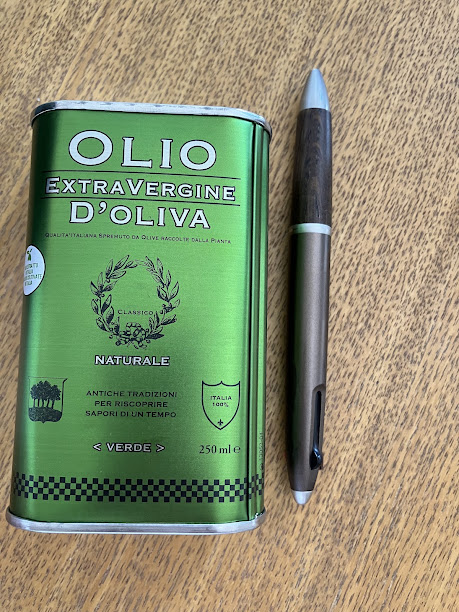 OLIO
EXTRAVERGINE
D'OLIVA
QUALITA' ITALIANA SPREMUTO DA OLIVE RACCOLTE DALLA PIANTA
CLASSICO
NATURALE
ANTICHE TRADIZIONI
PER RISCOPRIRE
SAPORI DI UN TEMPO
ITALIA
100%
< VERDE >
250 ml e